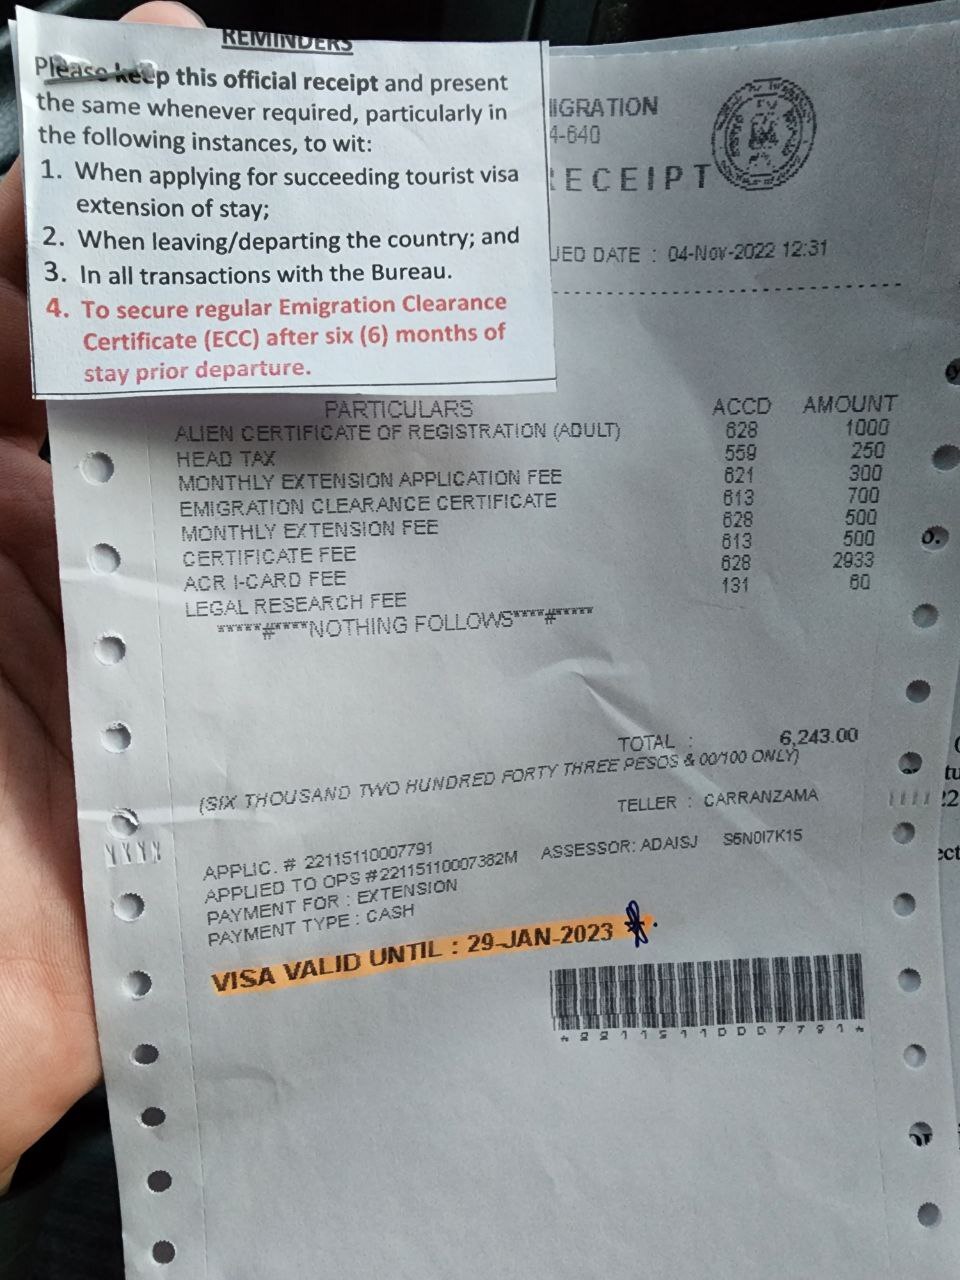 REMINDERS
Please keep this official receipt and present
the same whenever required, particularly in
the following instances, to wit:
1. When applying for succeeding tourist visa
extension of stay;
2. When leaving/departing the country; and
3. In all transactions with the Bureau.
4. To secure regular Emigration Clearance
Certificate (ECC) after six (6) months of
stay prior departure.
IGRATION
4-640
ECEIPT
UED DATE : 04-Nov-2022 12:31
PARTICULARS ACCD AMOUNT
ALIEN CERTIFICATE OF REGISTRATION (ADULT) 628 1000
HEAD TAX 559 250
MONTHLY EXTENSION APPLICATION FEE 621 300
EMIGRATION CLEARANCE CERTIFICATE 613 700
MONTHLY EXTENSION FEE 628 500
CERTIFICATE FEE 613 500
ACR I-CARD FEE 628 2933
LEGAL RESEARCH FEE 131 60
*****#****NOTHING FOLLOWS****#*****
TOTAL : 6,243.00
(SIX THOUSAND TWO HUNDRED FORTY THREE PESOS & 00/100 ONLY)
TELLER : CARRANZAMA
APPLIC. # 22115110007791
APPLIED TO OPS #22115110007382M ASSESSOR: ADAISJ S6N0I7K15
PAYMENT FOR : EXTENSION
PAYMENT TYPE : CASH
VISA VALID UNTIL : 29-JAN-2023
*22115110007791*